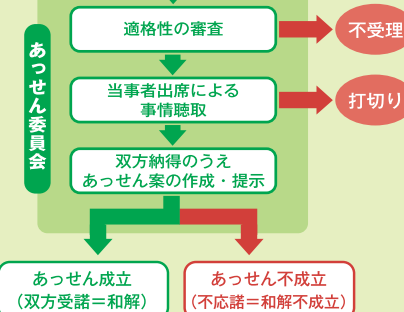 適格性の審査
不受理
あっせん委員会
当事者出席による
事情聴取
打切り
双方納得のうえ
あっせん案の作成・提示
あっせん成立
（双方受諾＝和解）
あっせん不成立
（不応諾＝和解不成立）